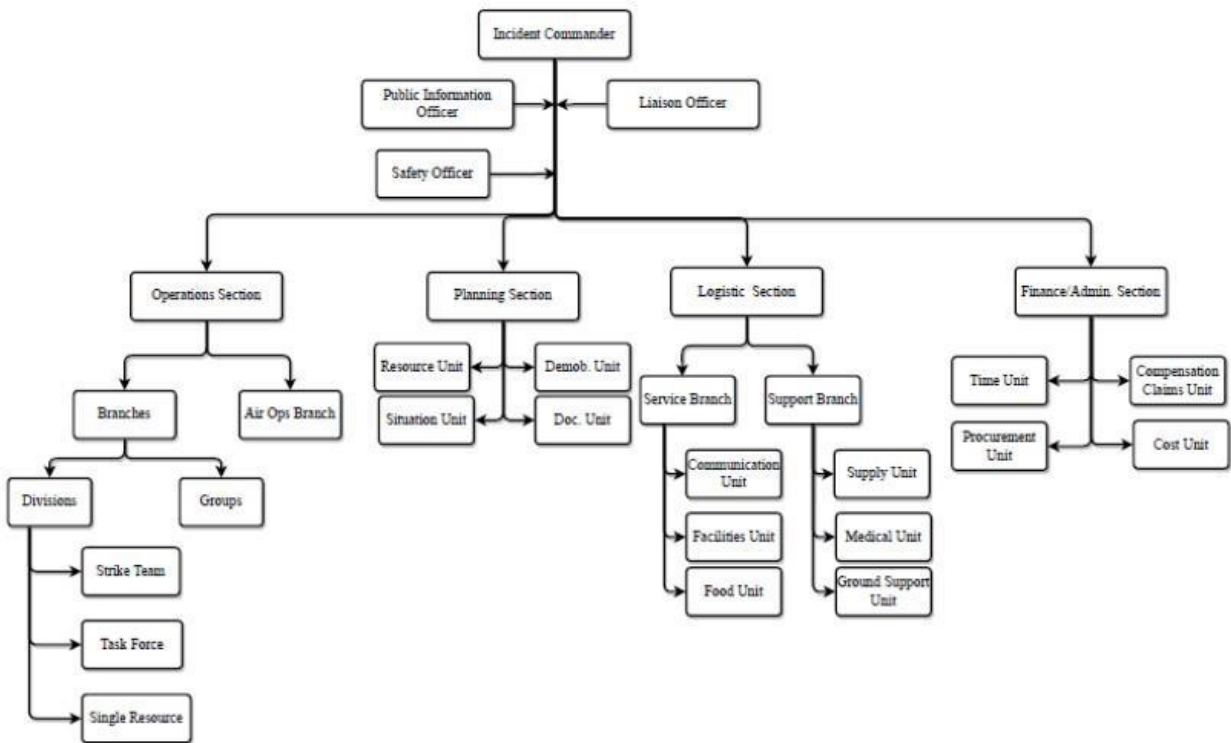 Incident Commander
Public Information
Officer
Liaison Officer
Safety Officer
Operations Section
Planning Section
Logistic Section
Finance/Admin. Section
Resource Unit
Demob. Unit
Situation Unit
Doc. Unit
Time Unit
Compensation
Claims Unit
Procurement
Unit
Cost Unit
Branches
Air Ops Branch
Service Branch
Support Branch
Divisions
Groups
Communication
Unit
Supply Unit
Facilities Unit
Medical Unit
Food Unit
Ground Support
Unit
Strike Team
Task Force
Single Resource